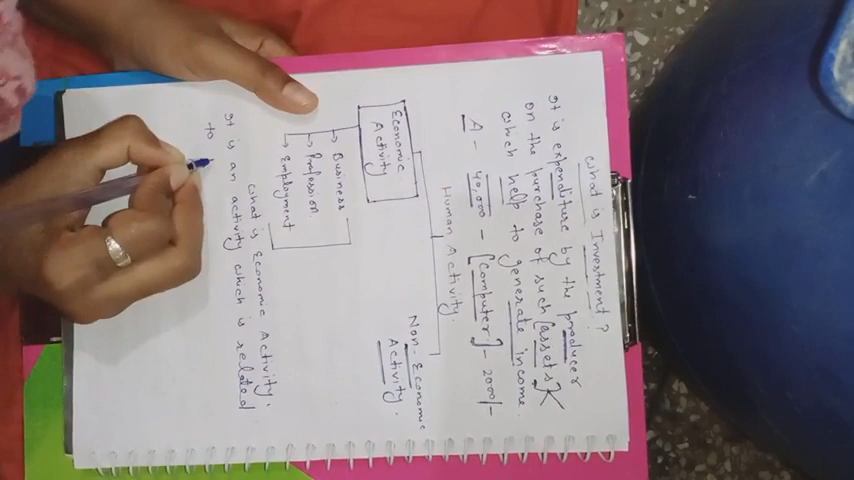 What is Investment?
It is expenditure by the producer
on the purchase of such [assets]
which help to generate income.
A - 40,000 - [Computer] - 2000/-
Human Activity.
Economic
Activity
Non-Economic
Activity.
→ Business
→ Profession
→ Employment
What is Economic Activity.
It is an activity which is related
to